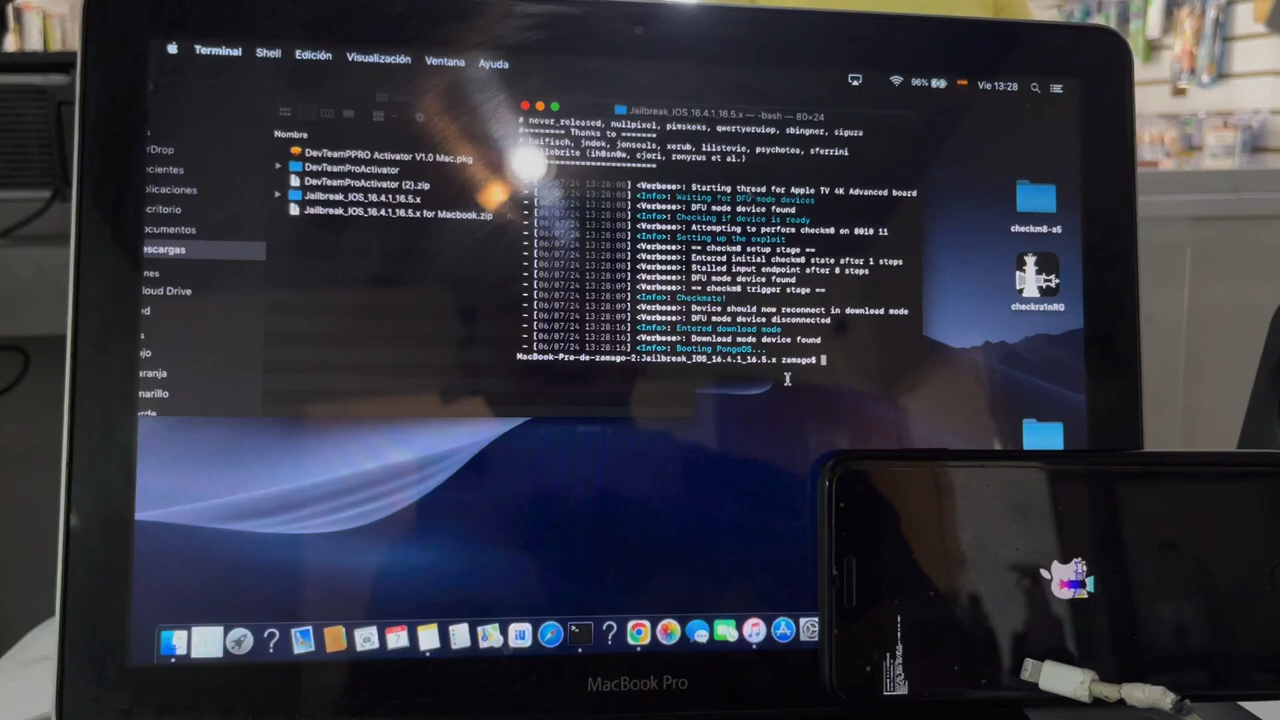 Terminal Shell Edición Visualización Ventana Ayuda
96% Vie 13:28
Jailbreak_IOS_16.4.1_16.5.x — -bash — 80×24
# never_released, nullpixel, pimskeks, qwertyoruiop, sbingner, siguza
#======== Thanks to =======
# haifisch, jndok, jonseals, xerub, lilstevie, psychotea, sferrini
(ih8sn0w, cjori, ronyrus et al.)
- [06/07/24 13:28:08] <Verbose>: Starting thread for Apple TV 4K Advanced board
- [06/07/24 13:28:08] <Info>: Waiting for DFU mode devices
- [06/07/24 13:28:08] <Verbose>: DFU mode device found
- [06/07/24 13:28:08] <Info>: Checking if device is ready
- [06/07/24 13:28:08] <Verbose>: Attempting to perform checkm8 on 8010 11
- [06/07/24 13:28:08] <Info>: Setting up the exploit
- [06/07/24 13:28:08] <Verbose>: == checkm8 setup stage ==
- [06/07/24 13:28:08] <Verbose>: Entered initial checkm8 state after 1 steps
- [06/07/24 13:28:08] <Verbose>: Stalled input endpoint after 8 steps
- [06/07/24 13:28:09] <Verbose>: DFU mode device found
- [06/07/24 13:28:09] <Verbose>: == checkm8 trigger stage ==
- [06/07/24 13:28:09] <Info>: Checkmate!
- [06/07/24 13:28:09] <Verbose>: Device should now reconnect in download mode
- [06/07/24 13:28:09] <Verbose>: DFU mode device disconnected
- [06/07/24 13:28:16] <Info>: Entered download mode
- [06/07/24 13:28:16] <Verbose>: Download mode device found
- [06/07/24 13:28:16] <Info>: Booting PongoOS...
MacBook-Pro-de-zamago-2:Jailbreak_IOS_16.4.1_16.5.x zamago$
Nombre
DevTeamPPRO Activator V1.0 Mac.pkg
DevTeamProActivator
DevTeamProActivator (2).zip
Jailbreak_IOS_16.4.1_16.5.x
Jailbreak_IOS_16.4.1_16.5.x for Macbook.zip
rDrop
ecientes
licaciones
critorio
ocumentos
escargas
nes
loud Drive
ed
ojo
aranja
marillo
erde
checkm8-a5
checkra1nRG
MacBook Pro